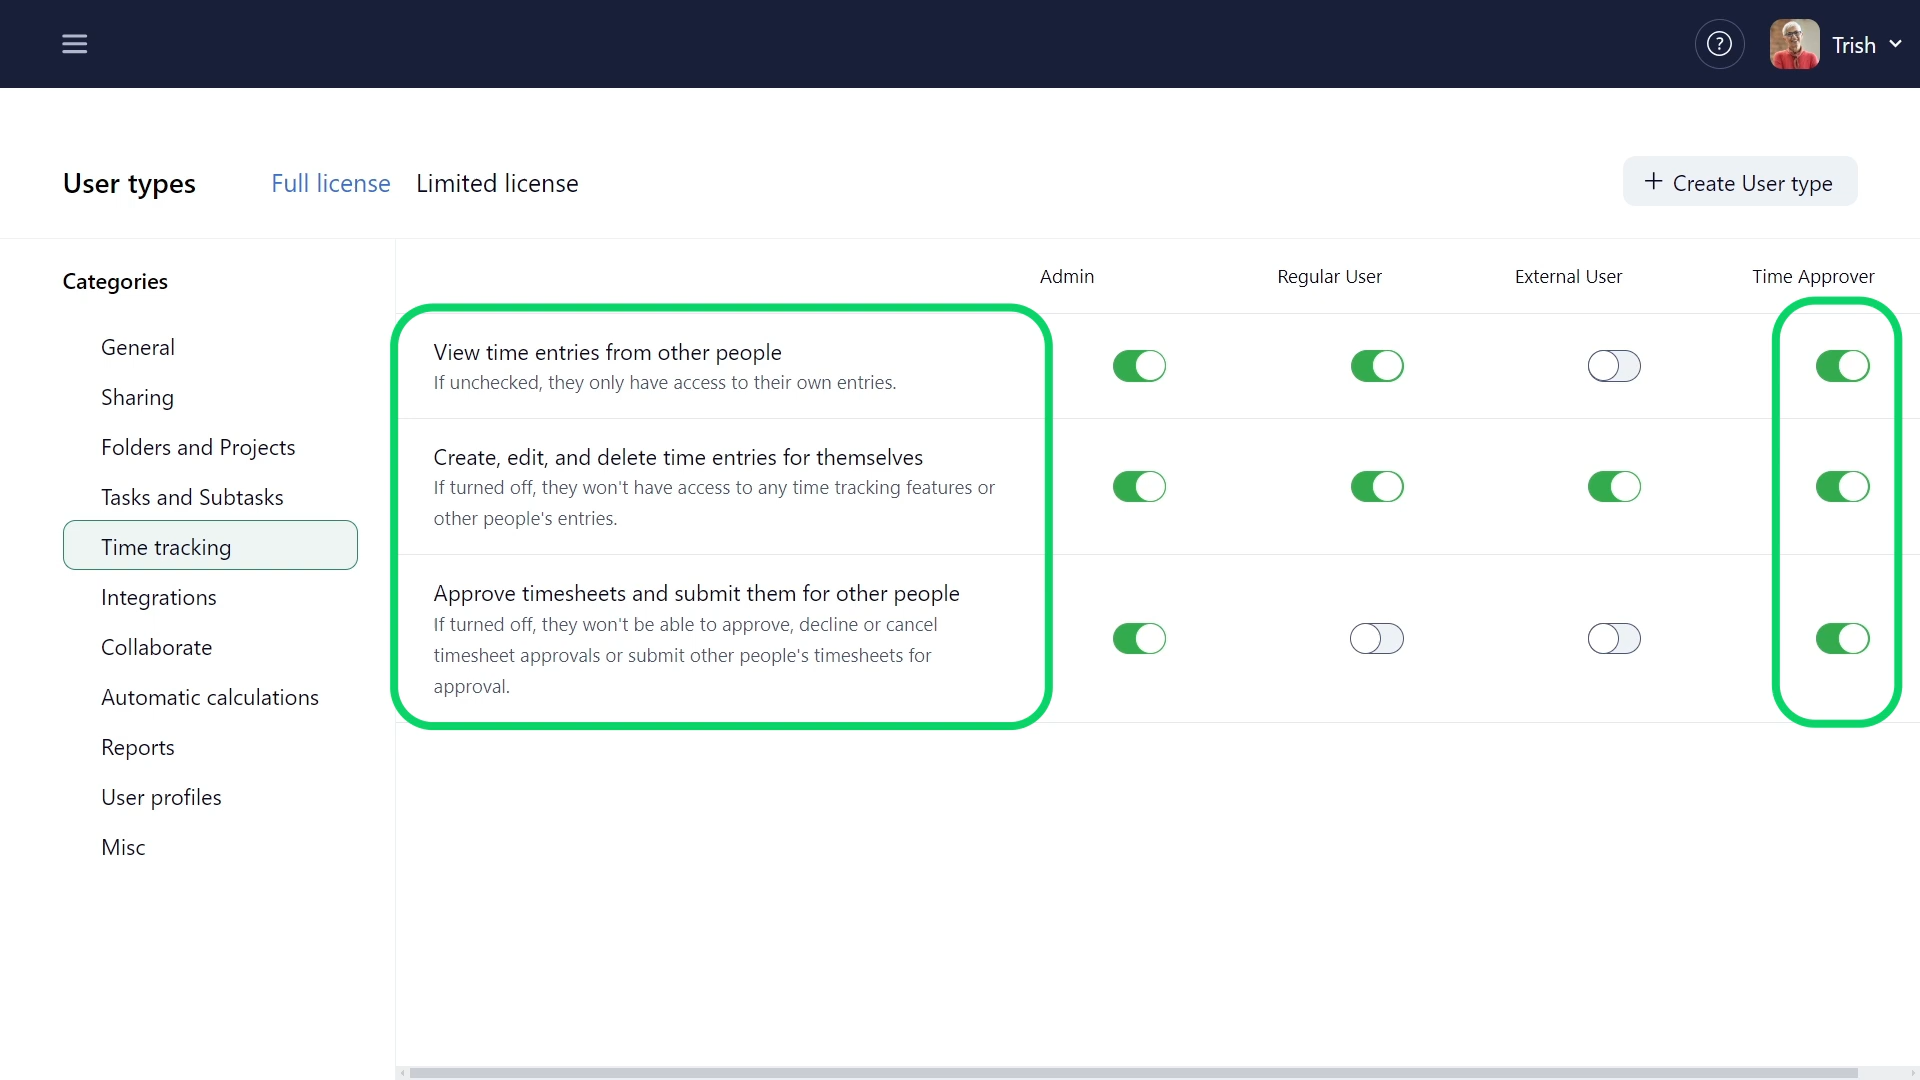 Trish
User types
Full license
Limited license
+ Create User type
Categories
General
Sharing
Folders and Projects
Tasks and Subtasks
Time tracking
Integrations
Collaborate
Automatic calculations
Reports
User profiles
Misc
Admin
Regular User
External User
Time Approver
View time entries from other people
If unchecked, they only have access to their own entries.
Create, edit, and delete time entries for themselves
If turned off, they won't have access to any time tracking features or
other people's entries.
Approve timesheets and submit them for other people
If turned off, they won't be able to approve, decline or cancel
timesheet approvals or submit other people's timesheets for
approval.